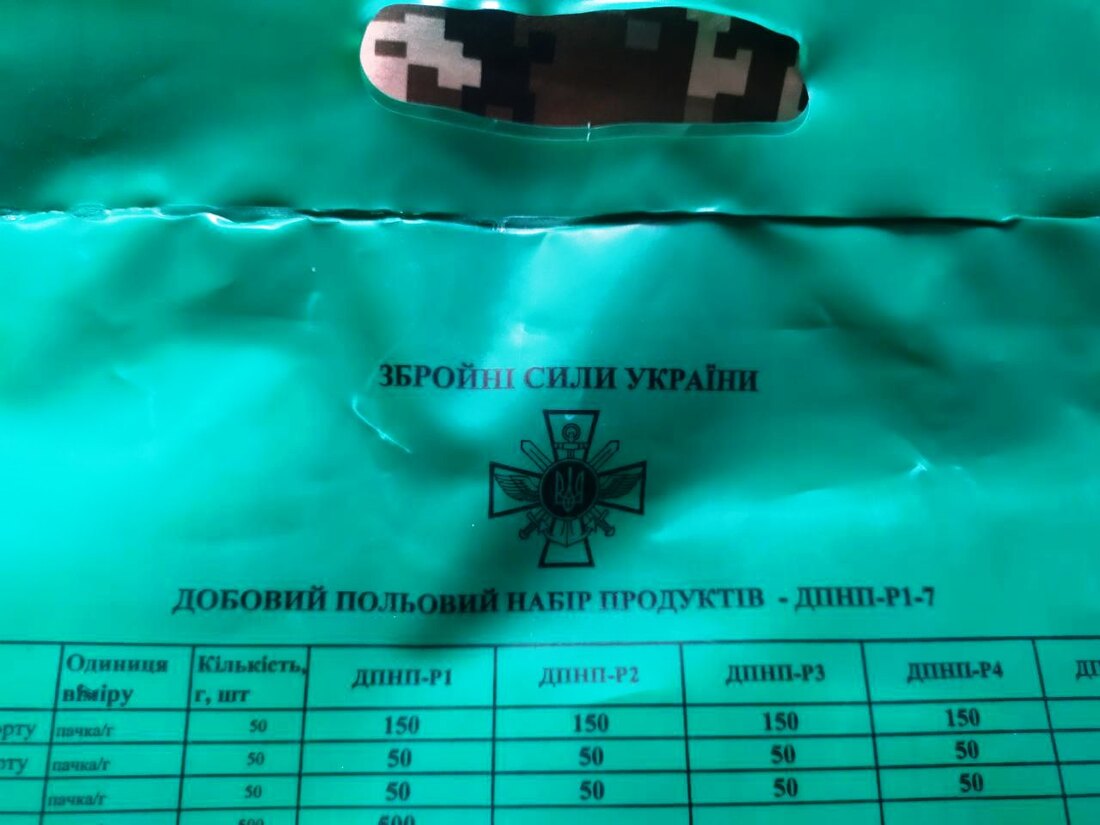 ЗБРОЙНІ СИЛИ УКРАЇНИ
ДОБОВИЙ ПОЛЬОВИЙ НАБІР ПРОДУКТІВ - ДПНП-Р1-7
Одиниця виміру Кількість, г, шт ДПНП-Р1 ДПНП-Р2 ДПНП-Р3 ДПНП-Р4
пачка/г 50 150 150 150 150
пачка/г 50 50 50 50 50
пачка/г 50 50 50 50 50
500 500